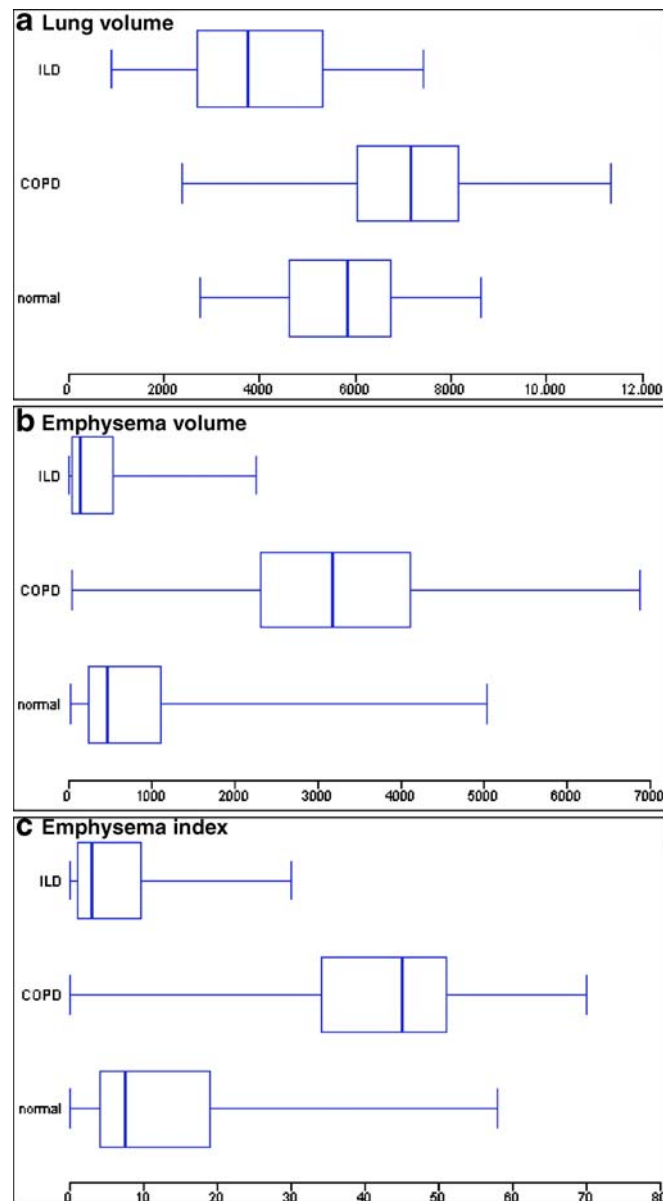 a Lung volume
ILD
COPD
normal
0 2000 4000 6000 8000 10.000 12.000
b Emphysema volume
ILD
COPD
normal
0 1000 2000 3000 4000 5000 6000 7000
c Emphysema index
ILD
COPD
normal
0 10 20 30 40 50 60 70 80